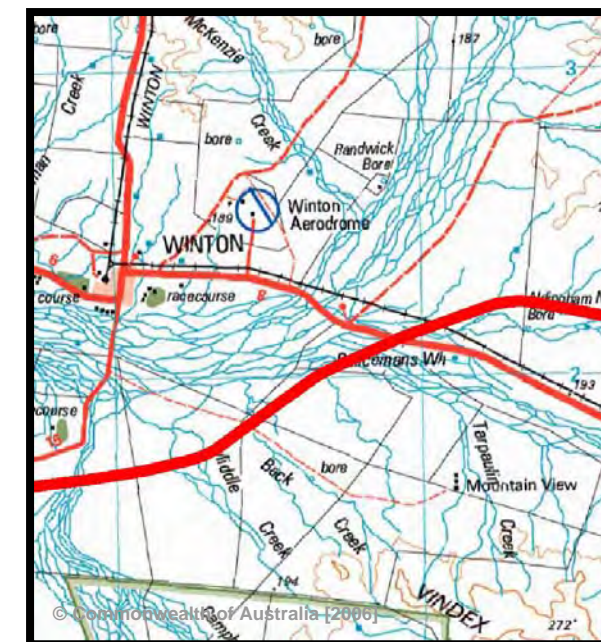 bore
McKenzie
bore
187
3
Creek
WINTON
bore
Creek
Randwick
Bore
189
Winton
Aerodrome
WINTON
6
course
racecourse
8
Bore
2
193
course
15
Middle
Back
bore
Tarpaulin
Mountain View
Creek
Creek
Creek
194
VINDEX
© Commonwealth of Australia [2006]
272